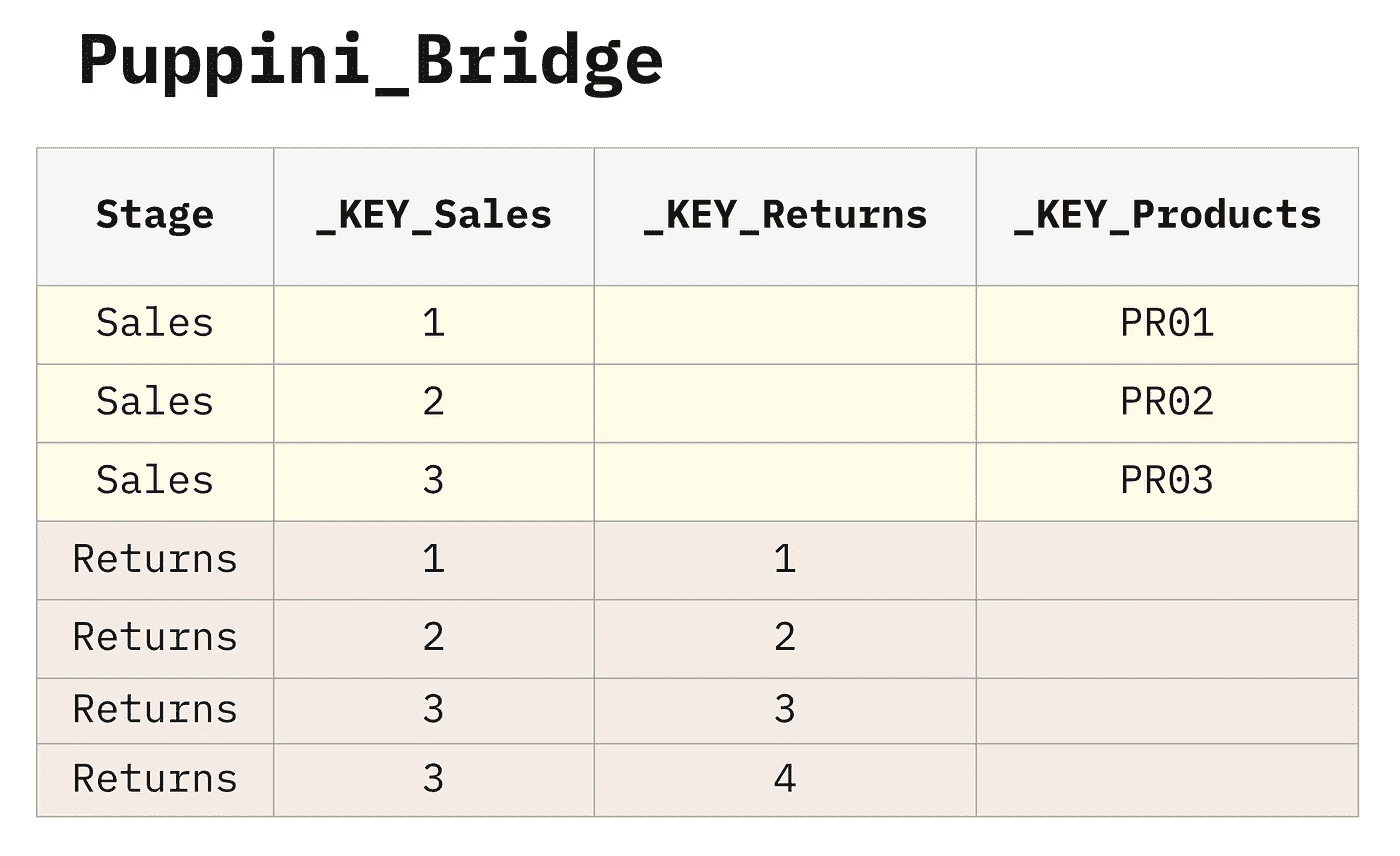 Puppini_Bridge
Stage _KEY_Sales _KEY_Returns _KEY_Products
Sales 1 PR01
Sales 2 PR02
Sales 3 PR03
Returns 1 1
Returns 2 2
Returns 3 3
Returns 3 4